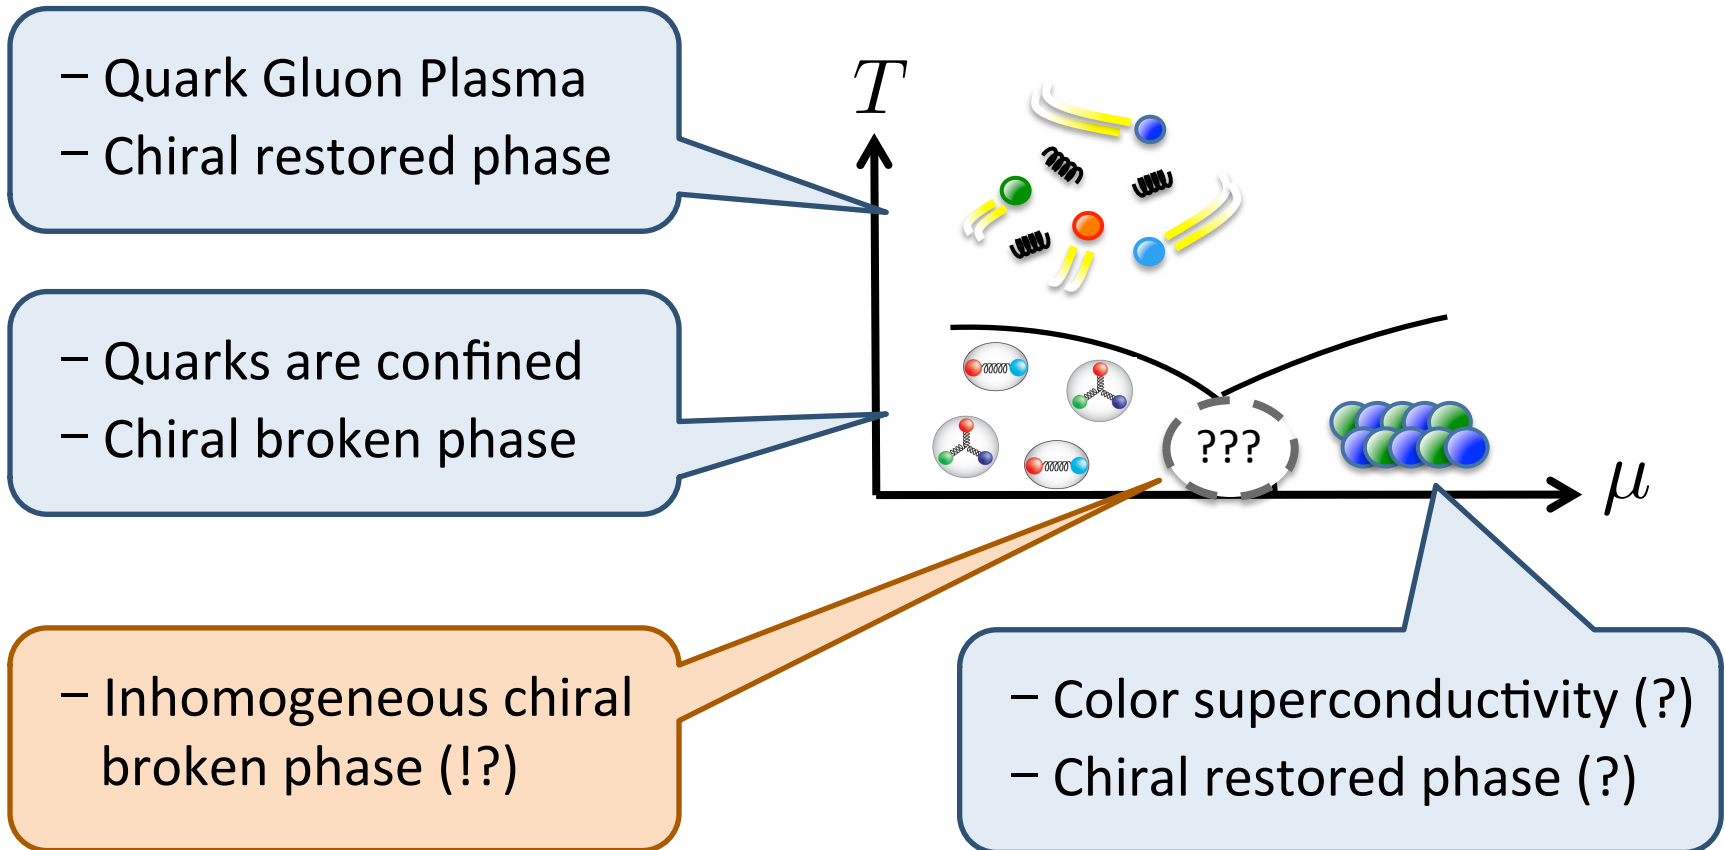 – Quark Gluon Plasma
– Chiral restored phase
T
– Quarks are confined
– Chiral broken phase
???
μ
– Inhomogeneous chiral
broken phase (!?)
– Color superconductivity (?)
– Chiral restored phase (?)